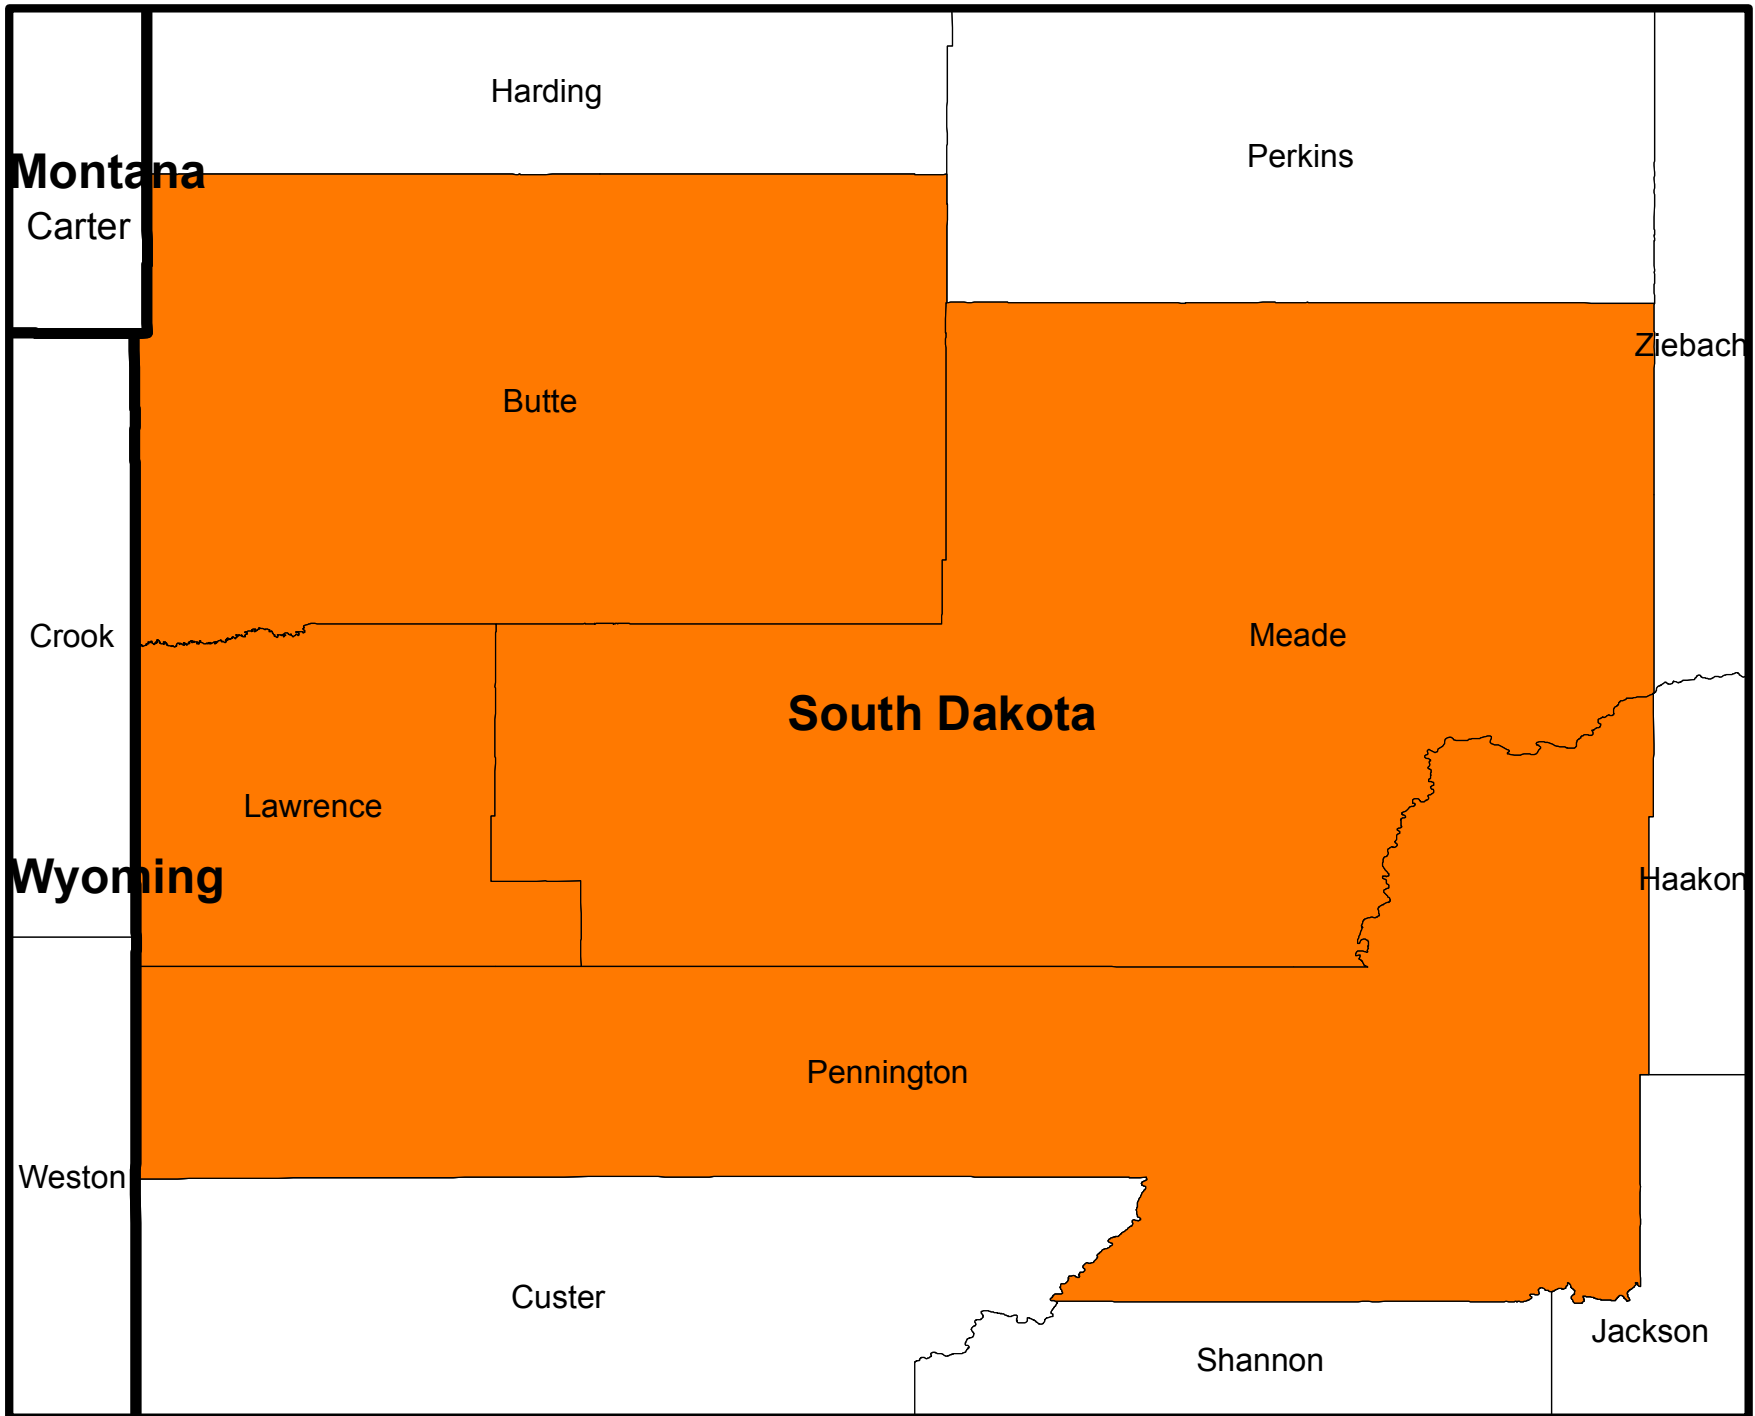 Harding
Perkins
Montana
Carter
Ziebach
Butte
Crook
Meade
South Dakota
Lawrence
Wyoming
Haakon
Pennington
Weston
Custer
Jackson
Shannon